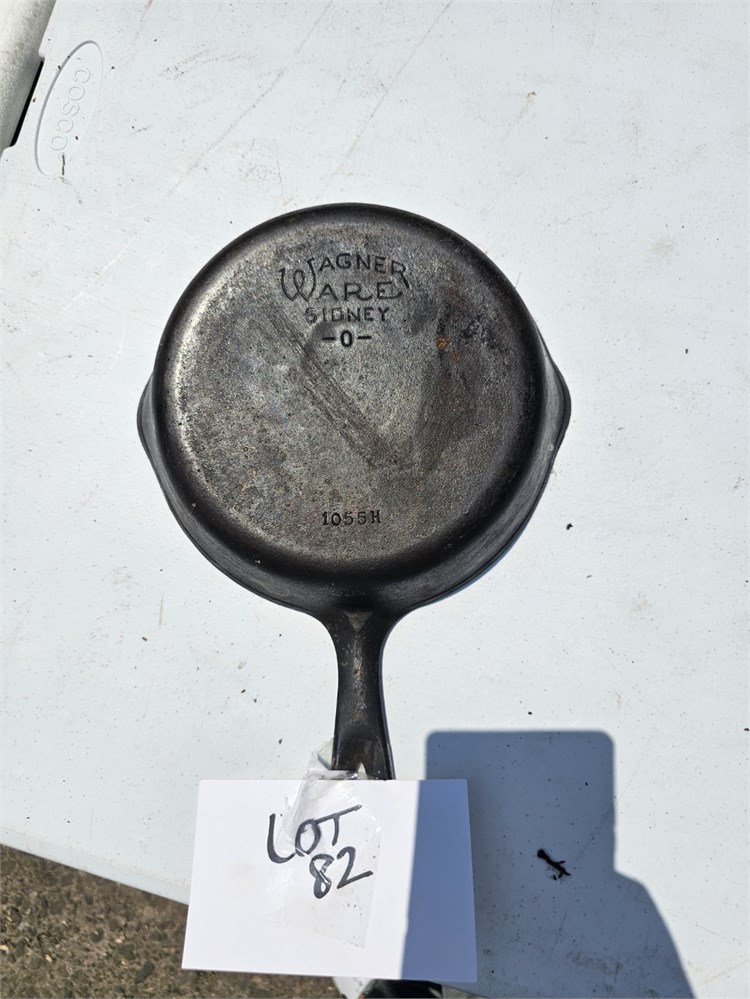 COSCO
WAGNER
WARE
SIDNEY
-0-
1055H
LOT
82